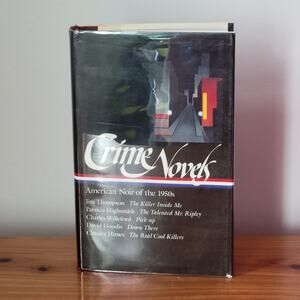 Crime Novels
American Noir of the 1950s
Jim Thompson The Killer Inside Me
Patricia Highsmith The Talented Mr. Ripley
Charles Willeford Pick-up
David Goodis Down There
Chester Himes The Real Cool Killers